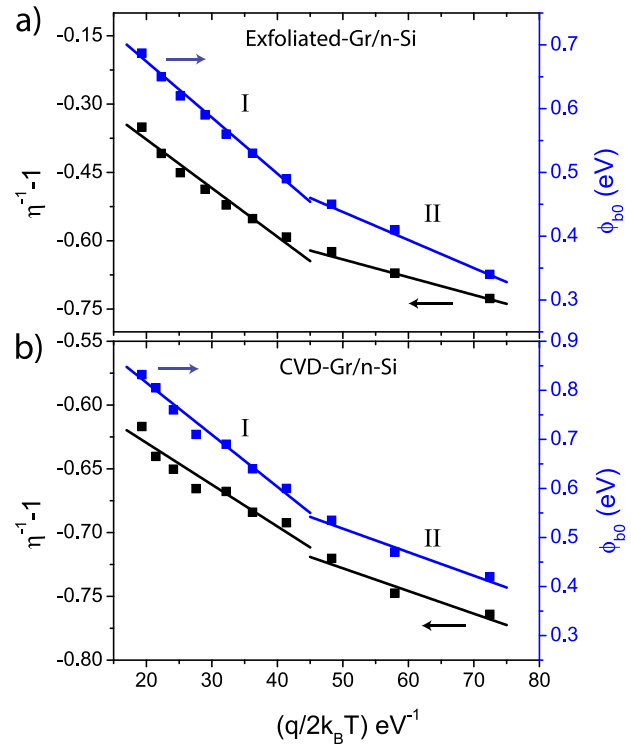 a)
Exfoliated-Gr/n-Si
-0.15
-0.30
-0.45
-0.60
-0.75
η⁻¹-1
0.7
0.6
0.5
0.4
0.3
ϕb0 (eV)
I
II
b)
CVD-Gr/n-Si
-0.55
-0.60
-0.65
-0.70
-0.75
-0.80
η⁻¹-1
0.9
0.8
0.7
0.6
0.5
0.4
0.3
ϕb0 (eV)
I
II
20 30 40 50 60 70 80
(q/2kBT) eV⁻¹